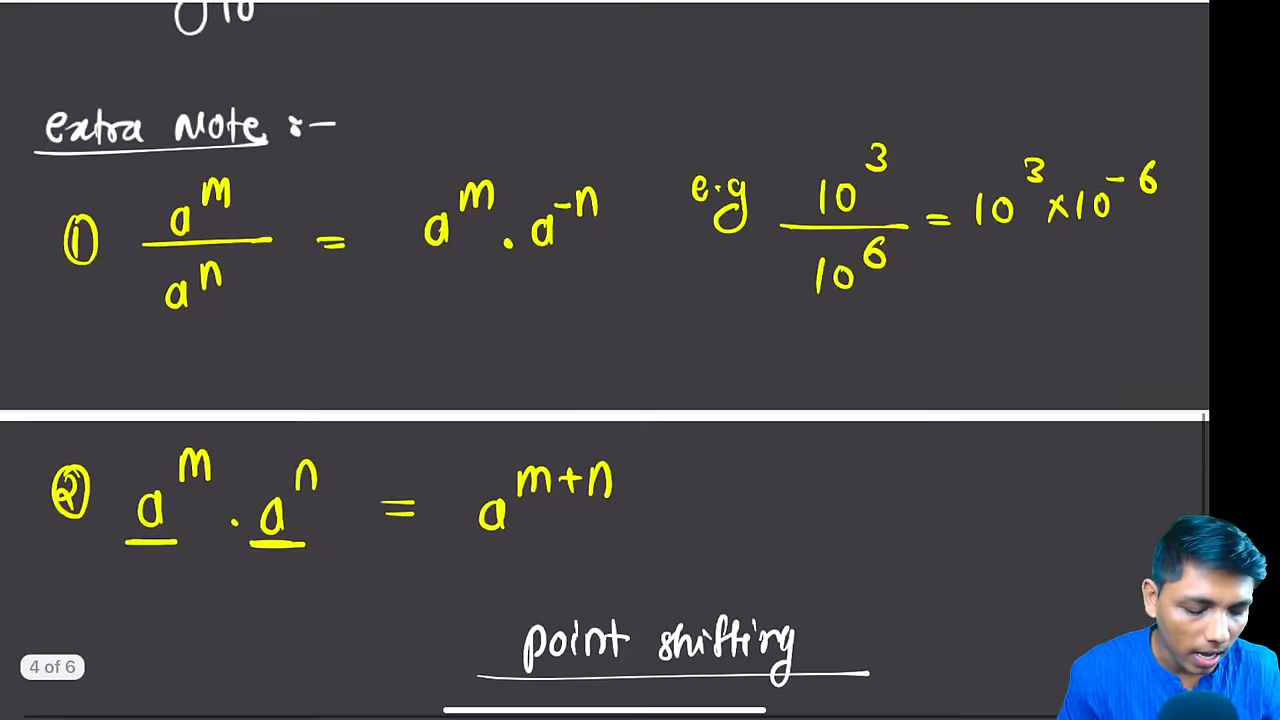 extra Note :-
① a^m / a^n = a^m . a^-n e.g 10^3 / 10^6 = 10^3 × 10^-6
② a^m . a^n = a^m+n
point shifting
4 of 6